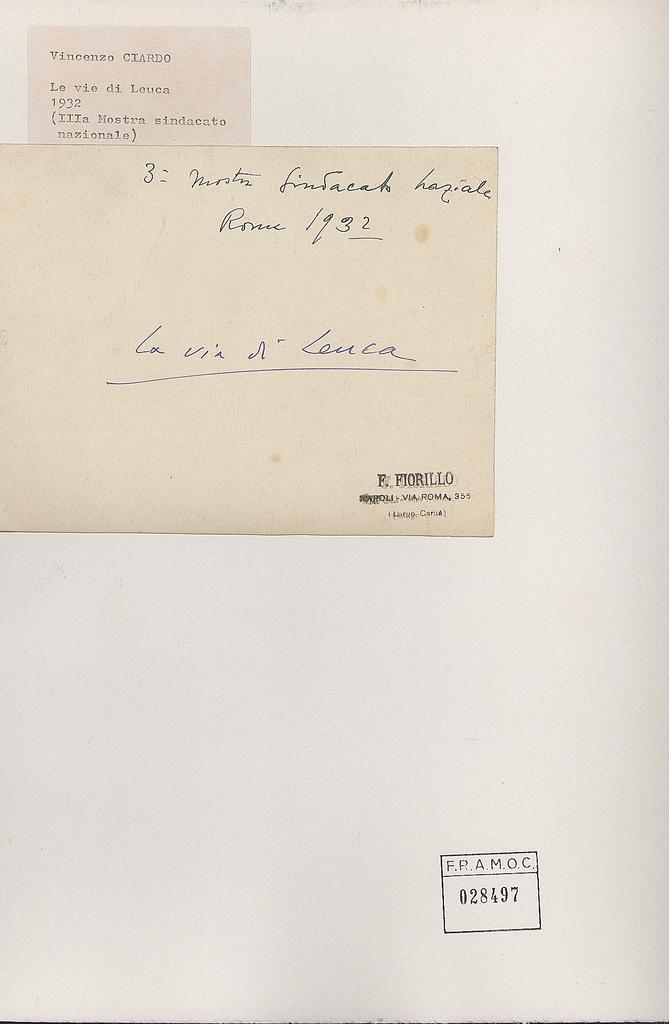 Vincenzo CIARDO
Le vie di Leuca
1932
(IIIa Mostra sindacato
nazionale)
3= Mostra Sindacato laziale
Roma 1932
La via di Leuca
F. FIORILLO
NAPOLI - VIA ROMA, 355
(Largo Carità)
F.R.A.M.O.C.
028497